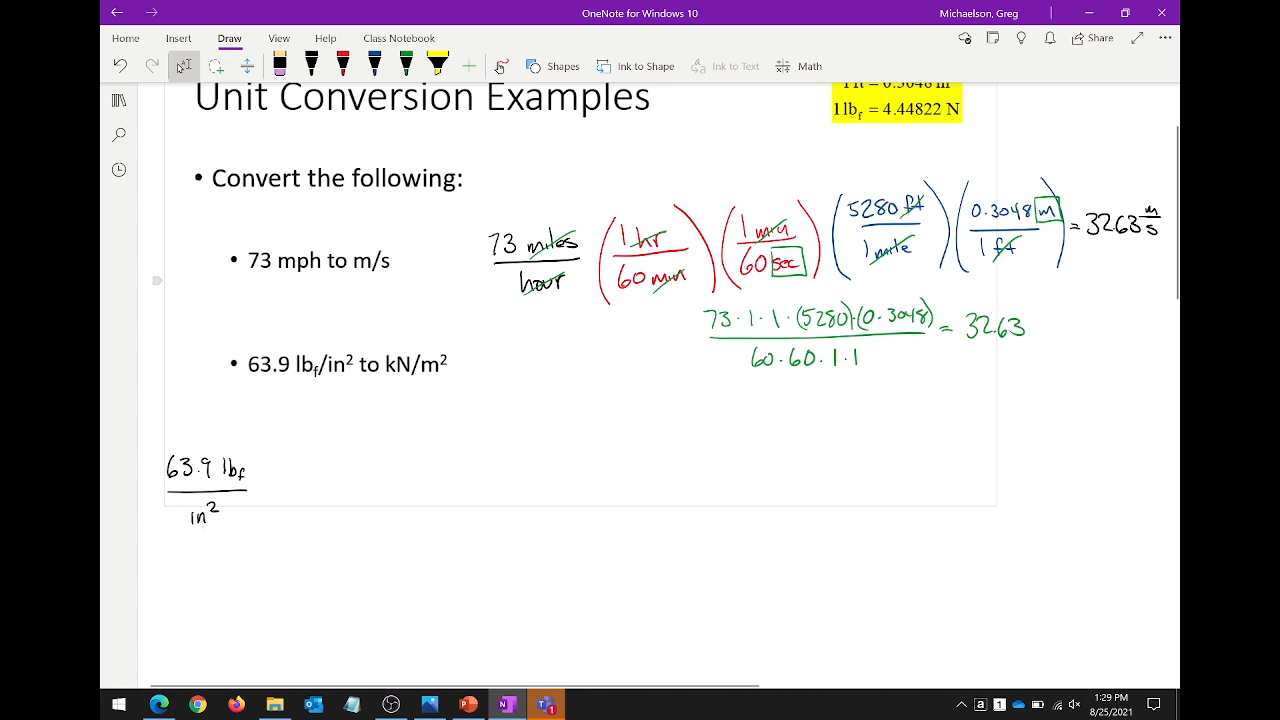 OneNote for Windows 10
Michaelson, Greg
Home Insert Draw View Help Class Notebook
Share
Shapes Ink to Shape Ink to Text Math
Unit Conversion Examples
1 ft = 0.3048 m
1 lbf = 4.44822 N
• Convert the following:
• 73 mph to m/s
73 miles / hour (1 hr / 60 min) (1 min / 60 sec) (5280 ft / 1 mile) (0.3048 m / 1 ft) = 32.63 m/s
73 · 1 · 1 · (5280) · (0.3048) / 60 · 60 · 1 · 1 = 32.63
• 63.9 lbf/in² to kN/m²
63.9 lbf
in²
1:29 PM
8/25/2021